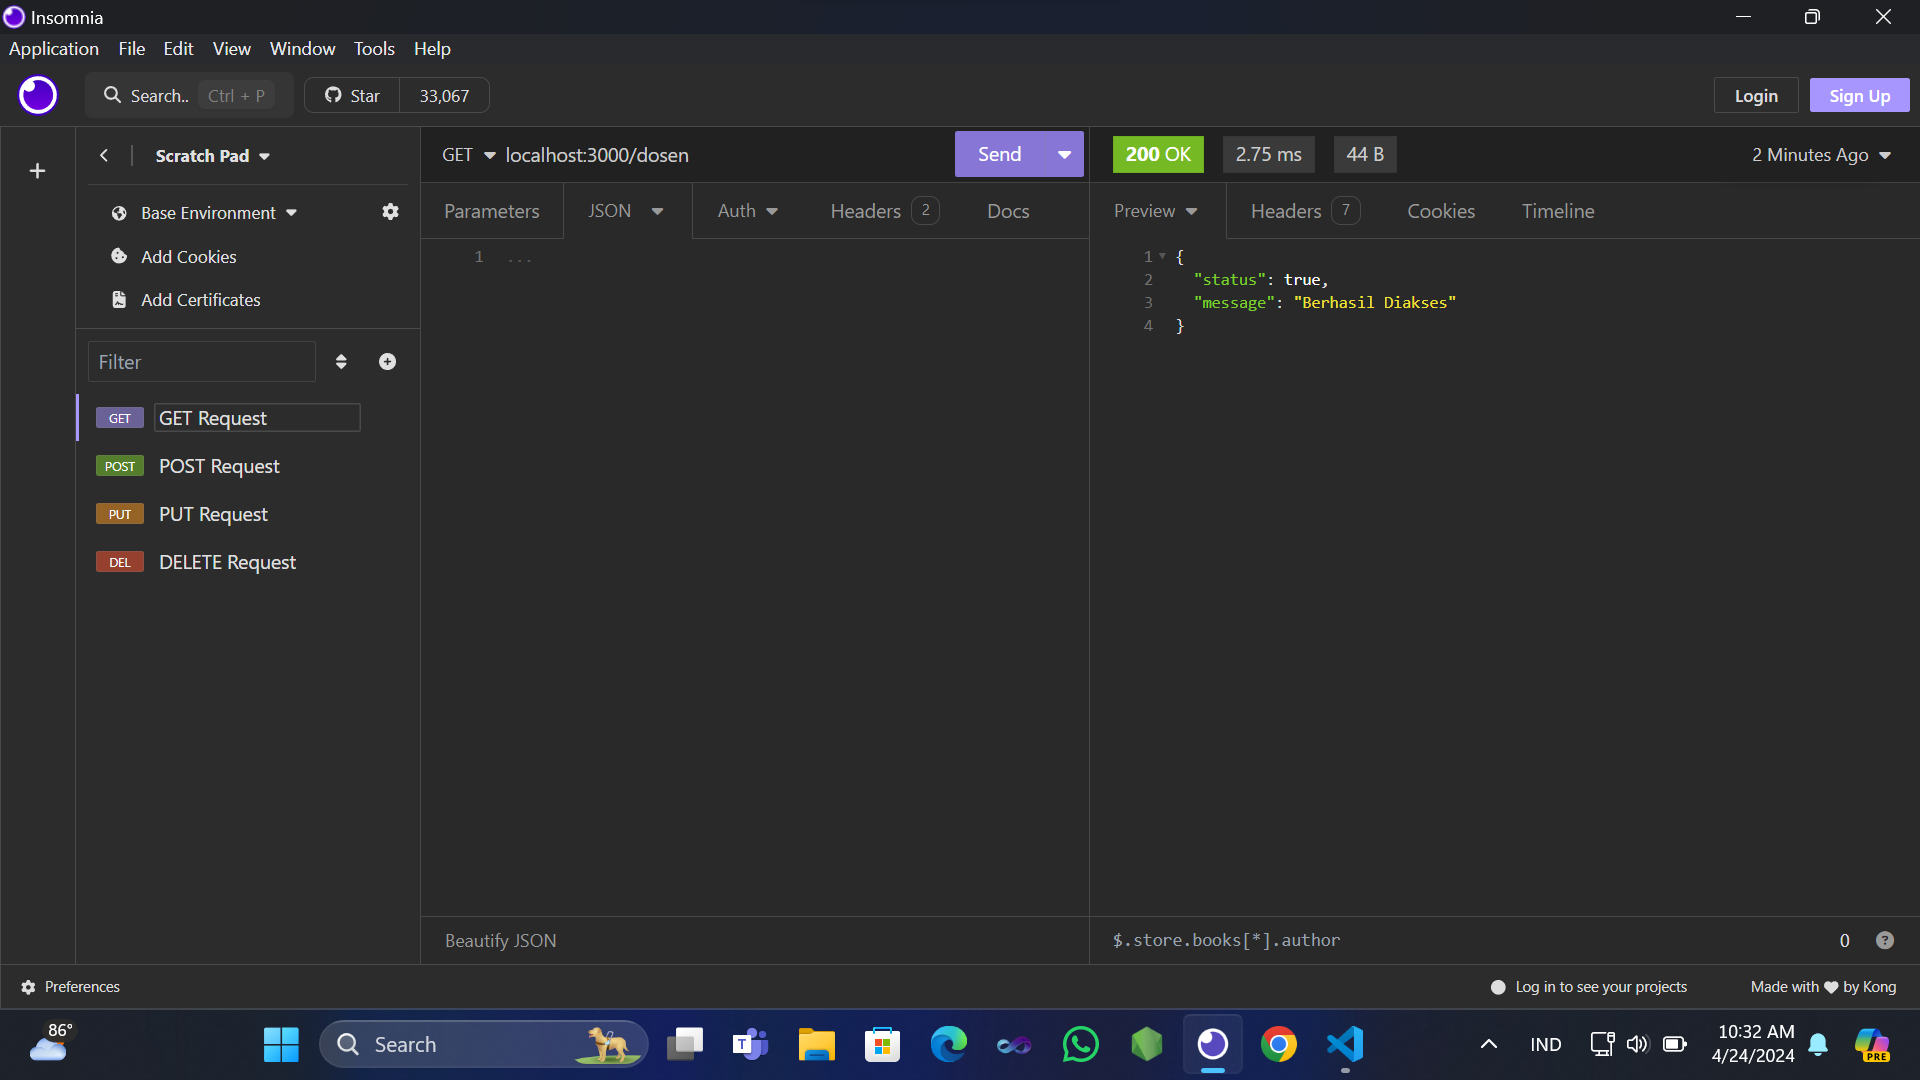 Insomnia
Application File Edit View Window Tools Help
Search.. Ctrl + P Star 33,067 Login Sign Up
Scratch Pad
Base Environment
Add Cookies
Add Certificates
Filter
GET GET Request
POST POST Request
PUT PUT Request
DEL DELETE Request
GET localhost:3000/dosen Send
Parameters JSON Auth Headers 2 Docs
1 ...
Beautify JSON
200 OK 2.75 ms 44 B 2 Minutes Ago
Preview Headers 7 Cookies Timeline
1 {
2 "status": true,
3 "message": "Berhasil Diakses"
4 }
$.store.books[*].author 0 ?
Preferences Log in to see your projects Made with by Kong
86° Search T IND 10:32 AM
4/24/2024 PRE